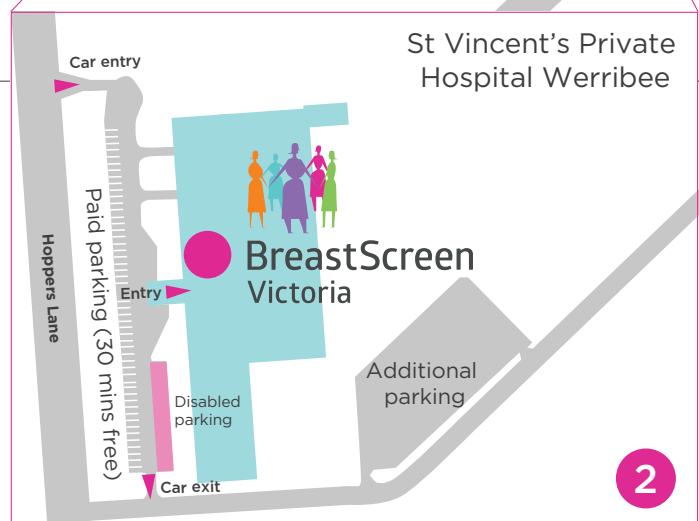 St Vincent’s Private
Hospital Werribee
Car entry
Paid parking (30 mins free)
Hoppers Lane
BreastScreen
Victoria
Entry
Additional
parking
Disabled
parking
Car exit
2